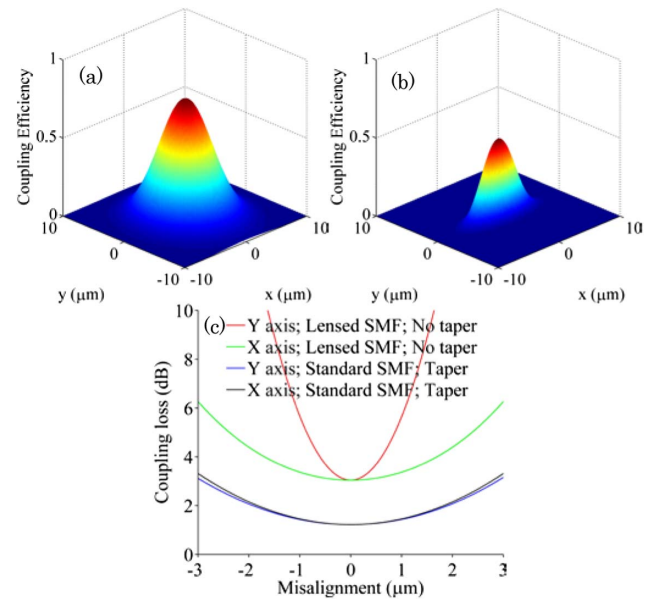 (a)
Coupling Efficiency
1
0.5
0
10
0
-10
y (μm)
-10
0
10
x (μm)
(b)
Coupling Efficiency
1
0.5
0
10
0
-10
y (μm)
-10
0
10
x (μm)
(c)
Y axis; Lensed SMF; No taper
X axis; Lensed SMF; No taper
Y axis; Standard SMF; Taper
X axis; Standard SMF; Taper
Coupling loss (dB)
10
8
6
4
2
0
-3 -2 -1 0 1 2 3
Misalignment (μm)